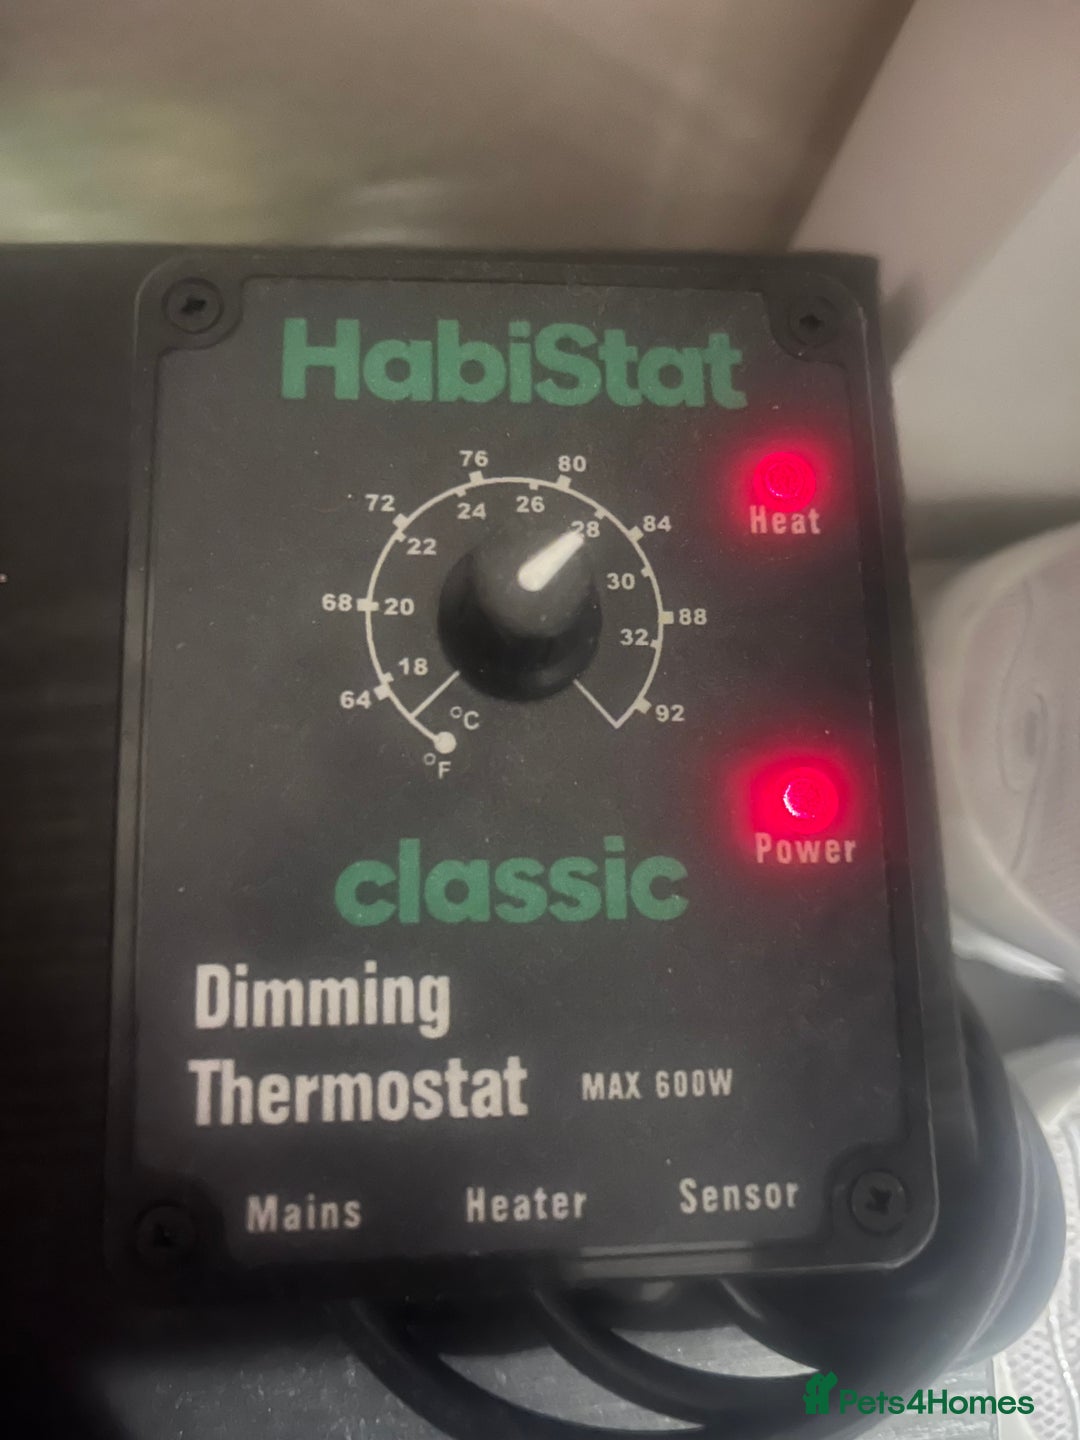 HabiStat
76 80
72 24 26 28 84
22 30
68 20 88
18 32
64 °C 92
°F
Heat
Power
classic
Dimming
Thermostat MAX 600W
Mains Heater Sensor
Pets4Homes